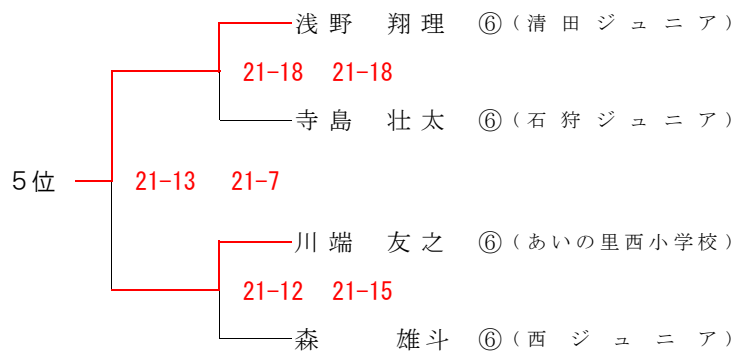 浅野 翔理 ⑥(清田ジュニア)
21-18 21-18
寺島 壮太 ⑥(石狩ジュニア)
5位 21-13 21-7
川端 友之 ⑥(あいの里西小学校)
21-12 21-15
森 雄斗 ⑥(西ジュニア)